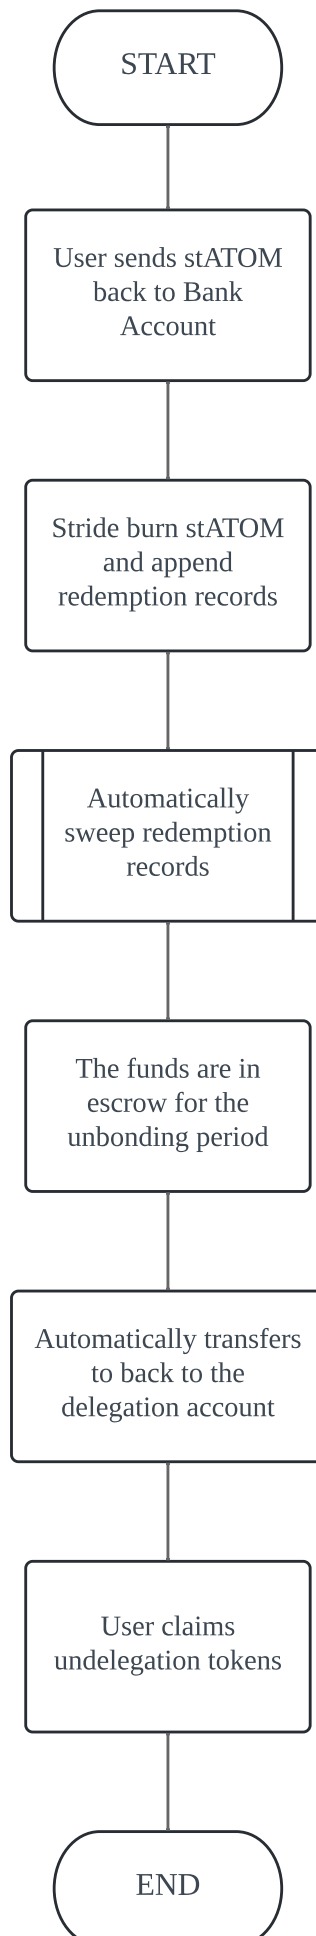 START
User sends stATOM
back to Bank
Account
Stride burn stATOM
and append
redemption records
Automatically
sweep redemption
records
The funds are in
escrow for the
unbonding period
Automatically transfers
to back to the
delegation account
User claims
undelegation tokens
END